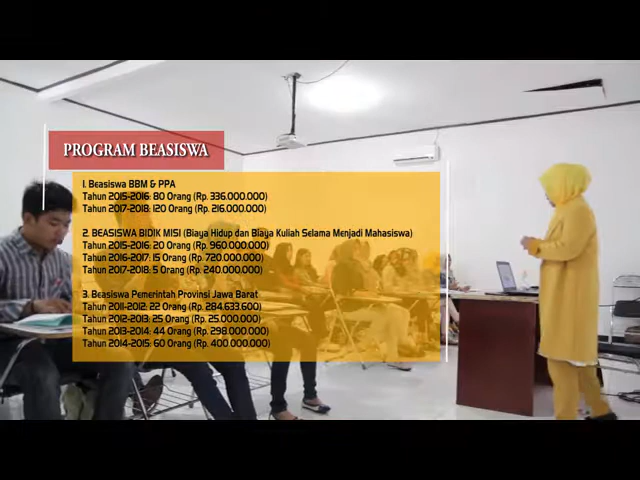 PROGRAM BEASISWA
1. Beasiswa BBM & PPA
Tahun 2015-2016: 80 Orang (Rp. 336.000.000)
Tahun 2017-2018: 120 Orang (Rp. 216.000.000)
2. BEASISWA BIDIK MISI (Biaya Hidup dan Biaya Kuliah Selama Menjadi Mahasiswa)
Tahun 2015-2016: 20 Orang (Rp. 960.000.000)
Tahun 2016-2017: 15 Orang (Rp. 720.000.000)
Tahun 2017-2018: 5 Orang (Rp. 240.000.000)
3. Beasiswa Pemerintah Provinsi Jawa Barat
Tahun 2011-2012: 22 Orang (Rp. 284.633.600)
Tahun 2012-2013: 25 Orang (Rp. 25.000.000)
Tahun 2013-2014: 44 Orang (Rp. 298.000.000)
Tahun 2014-2015: 60 Orang (Rp. 400.000.000)